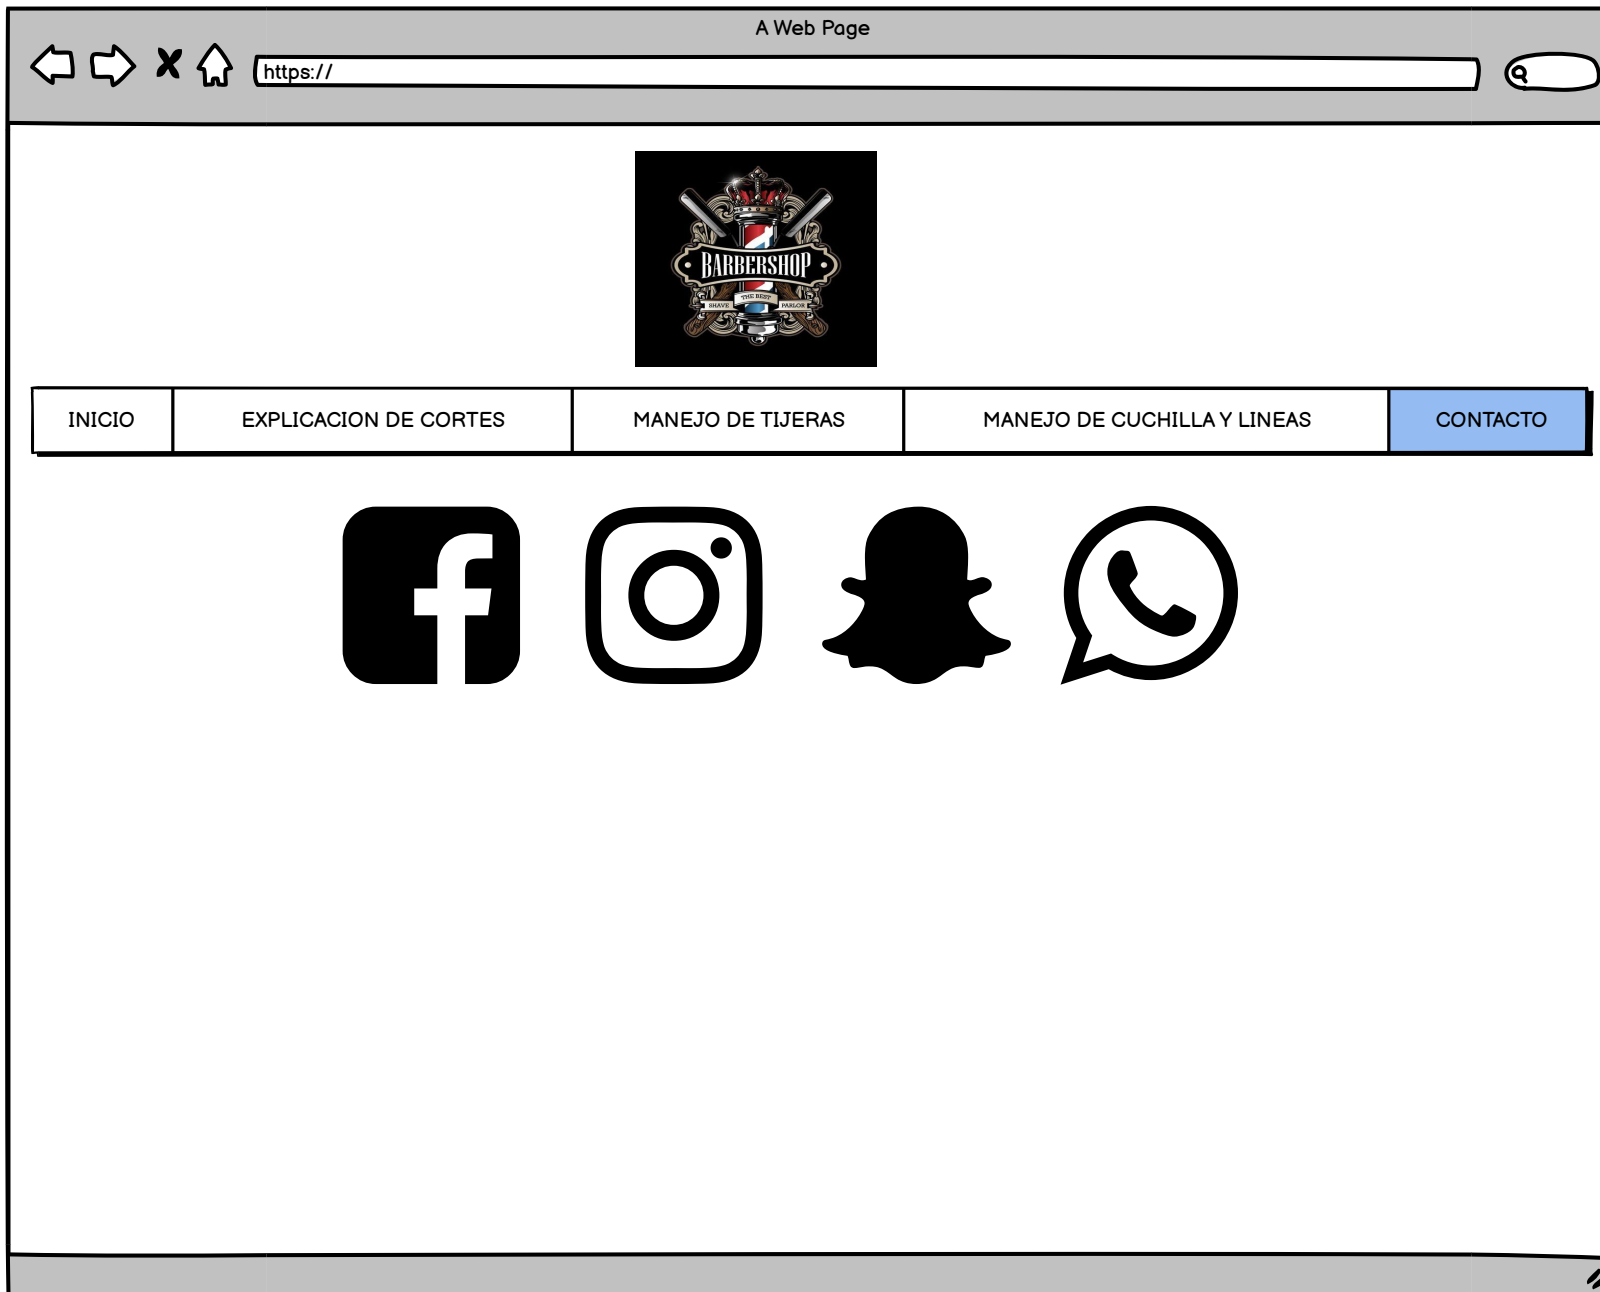 A Web Page
https://
BARBERSHOP
THE BEST
SHAVE PARLOR
INICIO
EXPLICACION DE CORTES
MANEJO DE TIJERAS
MANEJO DE CUCHILLA Y LINEAS
CONTACTO